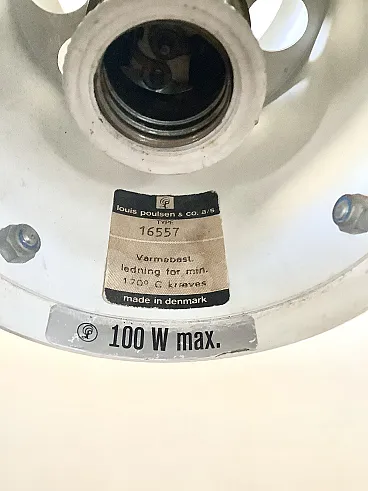 louis poulsen & co. a/s
TYPE
16557
Varmebest.
ledning for min.
120° C kræves
made in denmark
100 W max.